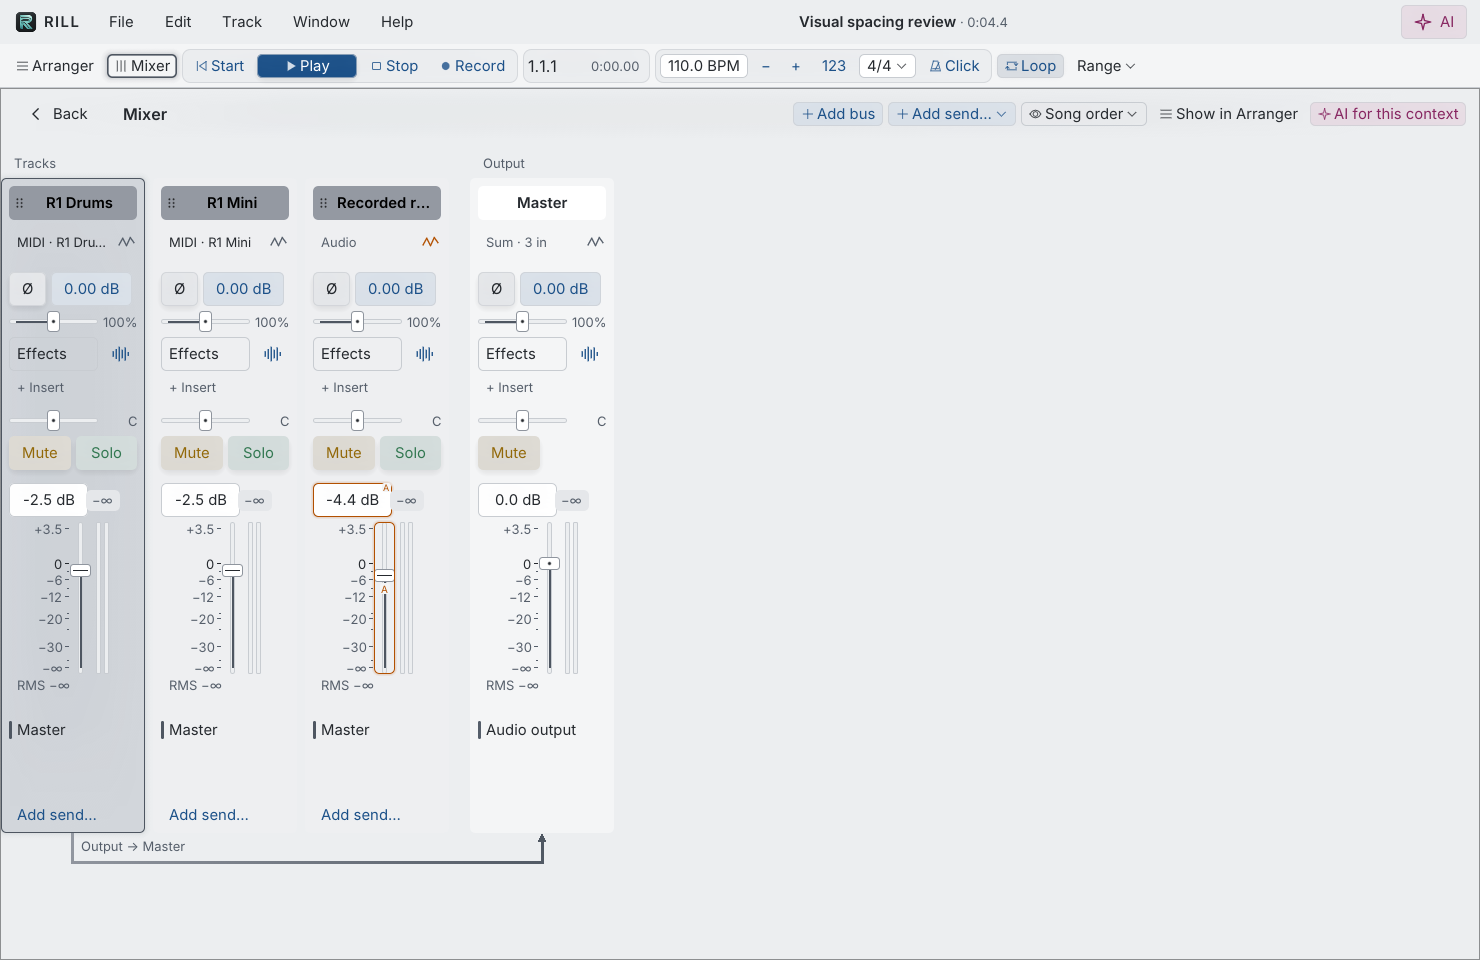 RILL File Edit Track Window Help Visual spacing review · 0:04.4 AI
Arranger Mixer Start Play Stop Record 1.1.1 0:00.00 110.0 BPM − + 123 4/4 Click Loop Range
Back Mixer + Add bus + Add send... Song order Show in Arranger AI for this context
Tracks Output
R1 Drums R1 Mini Recorded r... Master
MIDI · R1 Dru... MIDI · R1 Mini Audio Sum · 3 in
Ø 0.00 dB Ø 0.00 dB Ø 0.00 dB Ø 0.00 dB
100% 100% 100% 100%
Effects Effects Effects Effects
+ Insert + Insert + Insert + Insert
C C C C
Mute Solo Mute Solo Mute Solo Mute
-2.5 dB −∞ -2.5 dB −∞ -4.4 dB A −∞ 0.0 dB −∞
+3.5 +3.5 +3.5 +3.5
0 0 0 0
−6 −6 −6 −6
−12 −12 A −12 −12
−20 −20 −20 −20
−30 −30 −30 −30
−∞ −∞ −∞ −∞
RMS −∞ RMS −∞ RMS −∞ RMS −∞
Master Master Master Audio output
Add send... Add send... Add send...
Output → Master